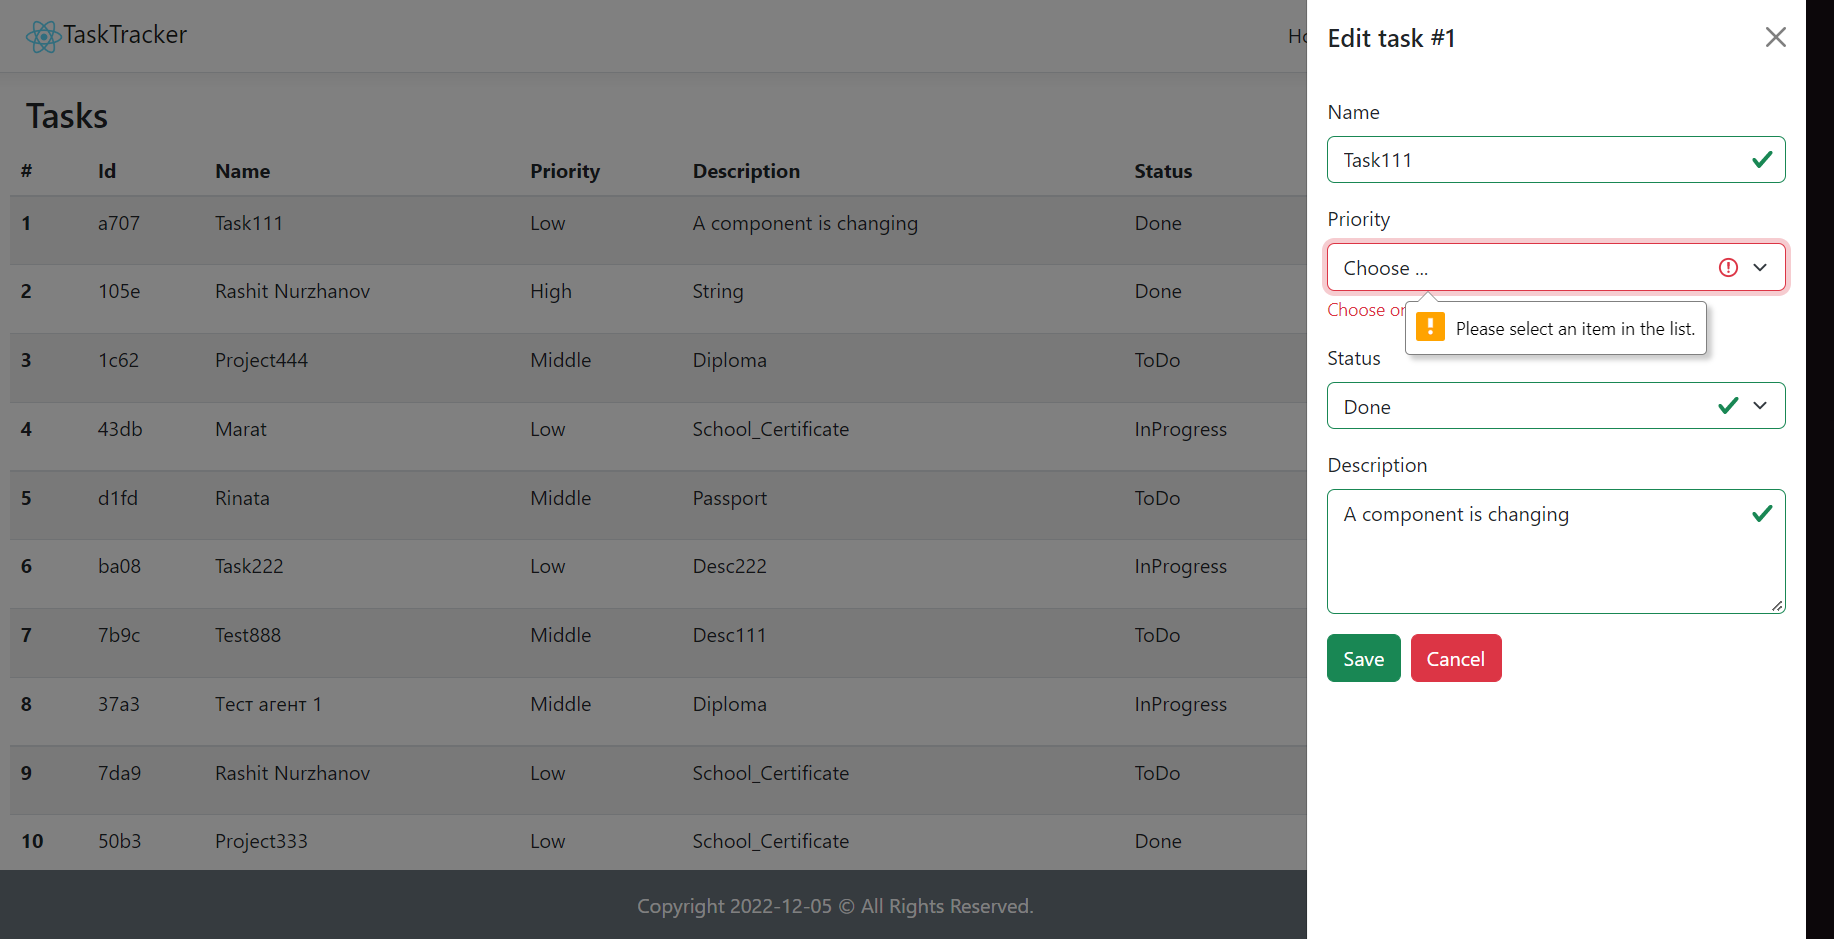 TaskTracker
Tasks
# Id Name Priority Description Status
1 a707 Task111 Low A component is changing Done
2 105e Rashit Nurzhanov High String Done
3 1c62 Project444 Middle Diploma ToDo
4 43db Marat Low School_Certificate InProgress
5 d1fd Rinata Middle Passport ToDo
6 ba08 Task222 Low Desc222 InProgress
7 7b9c Test888 Middle Desc111 ToDo
8 37a3 Тест агент 1 Middle Diploma InProgress
9 7da9 Rashit Nurzhanov Low School_Certificate ToDo
10 50b3 Project333 Low School_Certificate Done
Copyright 2022-12-05 © All Rights Reserved.
Edit task #1
Name
Task111
Priority
Choose ...
Choose
Please select an item in the list.
Status
Done
Description
A component is changing
Save Cancel